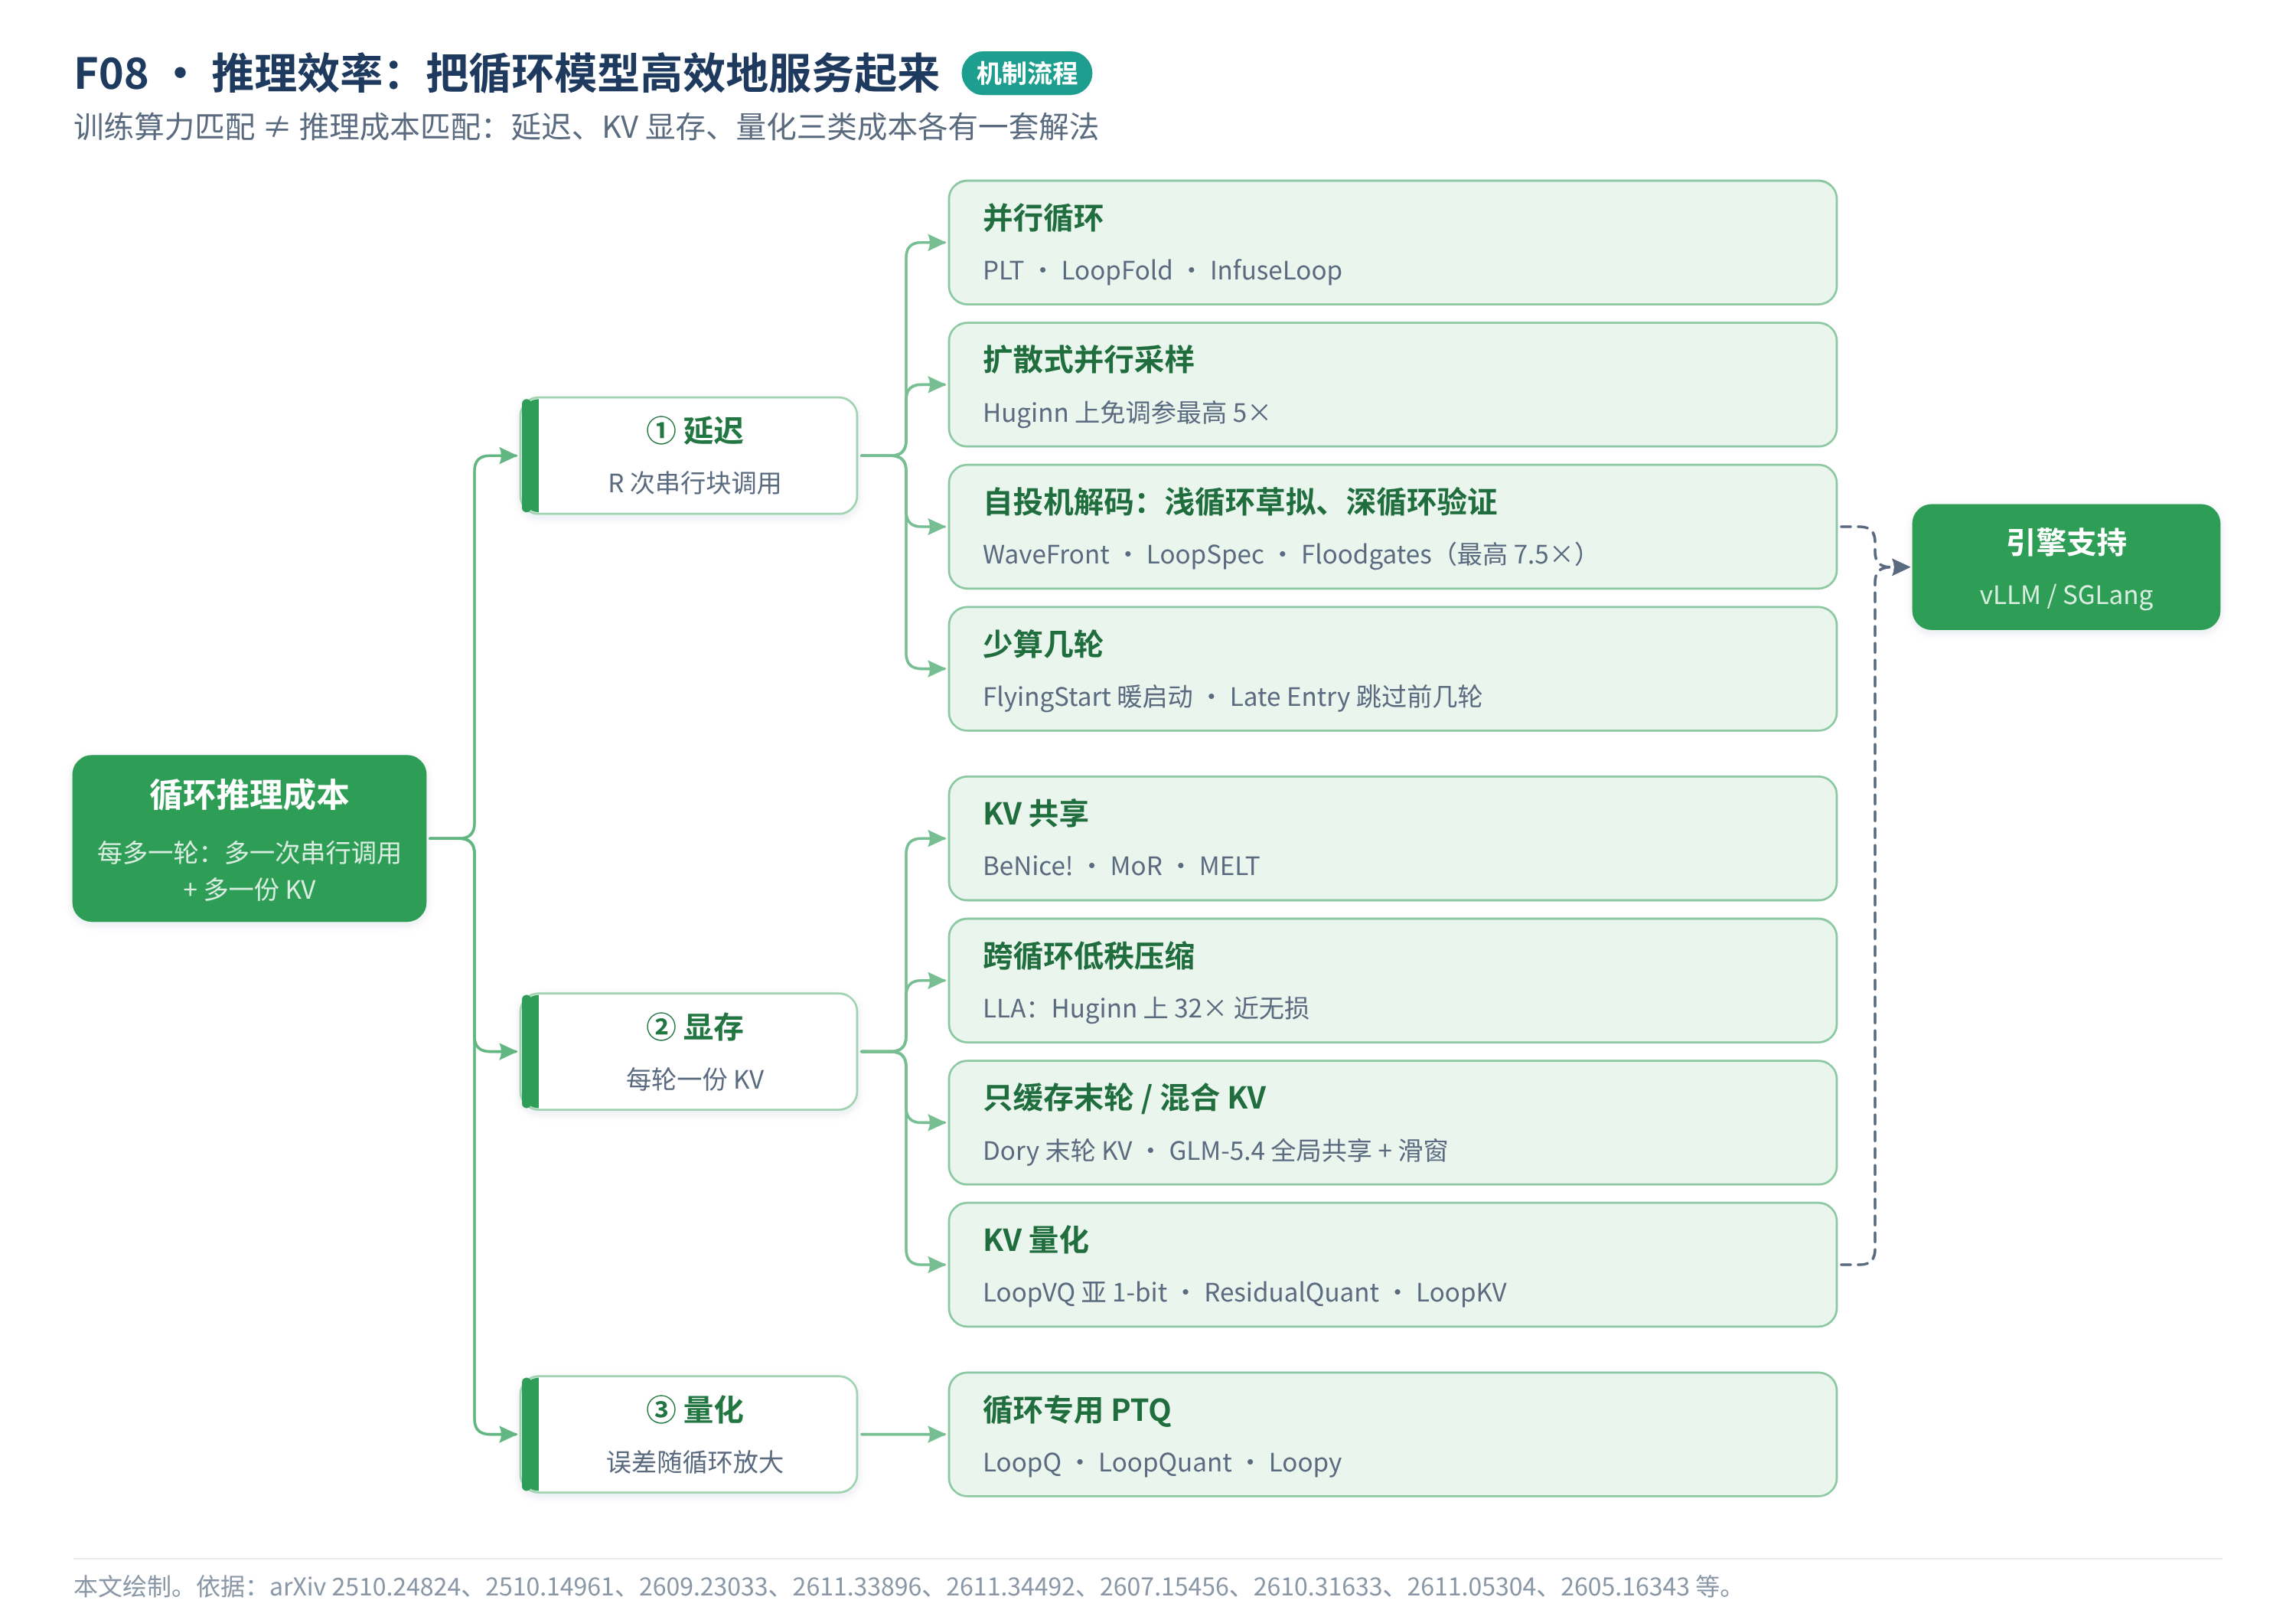 F08 · 推理效率：把循环模型高效地服务起来
机制流程
训练算力匹配 ≠ 推理成本匹配：延迟、KV 显存、量化三类成本各有一套解法
循环推理成本
每多一轮：多一次串行调用
+ 多一份 KV
① 延迟
R 次串行块调用
并行循环
PLT · LoopFold · InfuseLoop
扩散式并行采样
Huginn 上免调参最高 5×
自投机解码：浅循环草拟、深循环验证
WaveFront · LoopSpec · Floodgates（最高 7.5×）
少算几轮
FlyingStart 暖启动 · Late Entry 跳过前几轮
引擎支持
vLLM / SGLang
② 显存
每轮一份 KV
KV 共享
BeNice! · MoR · MELT
跨循环低秩压缩
LLA：Huginn 上 32× 近无损
只缓存末轮 / 混合 KV
Dory 末轮 KV · GLM-5.4 全局共享 + 滑窗
KV 量化
LoopVQ 亚 1-bit · ResidualQuant · LoopKV
③ 量化
误差随循环放大
循环专用 PTQ
LoopQ · LoopQuant · Loopy
本文绘制。依据：arXiv 2510.24824、2510.14961、2609.23033、2611.33896、2611.34492、2607.15456、2610.31633、2611.05304、2605.16343 等。